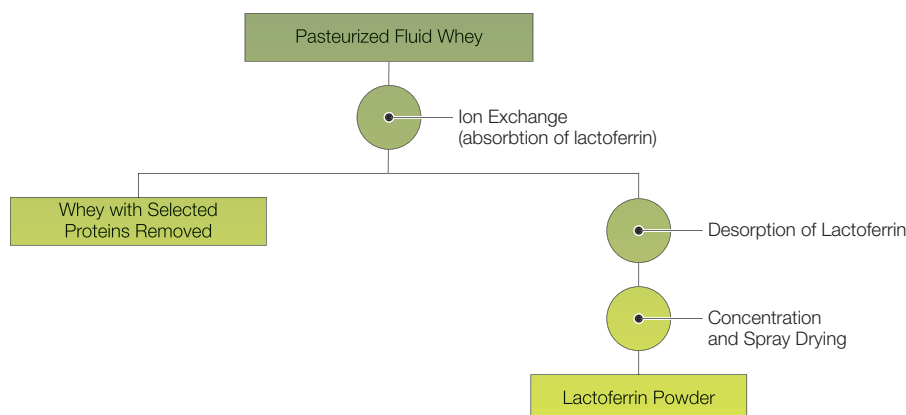 Pasteurized Fluid Whey
Ion Exchange
(absorbtion of lactoferrin)
Whey with Selected
Proteins Removed
Desorption of Lactoferrin
Concentration
and Spray Drying
Lactoferrin Powder